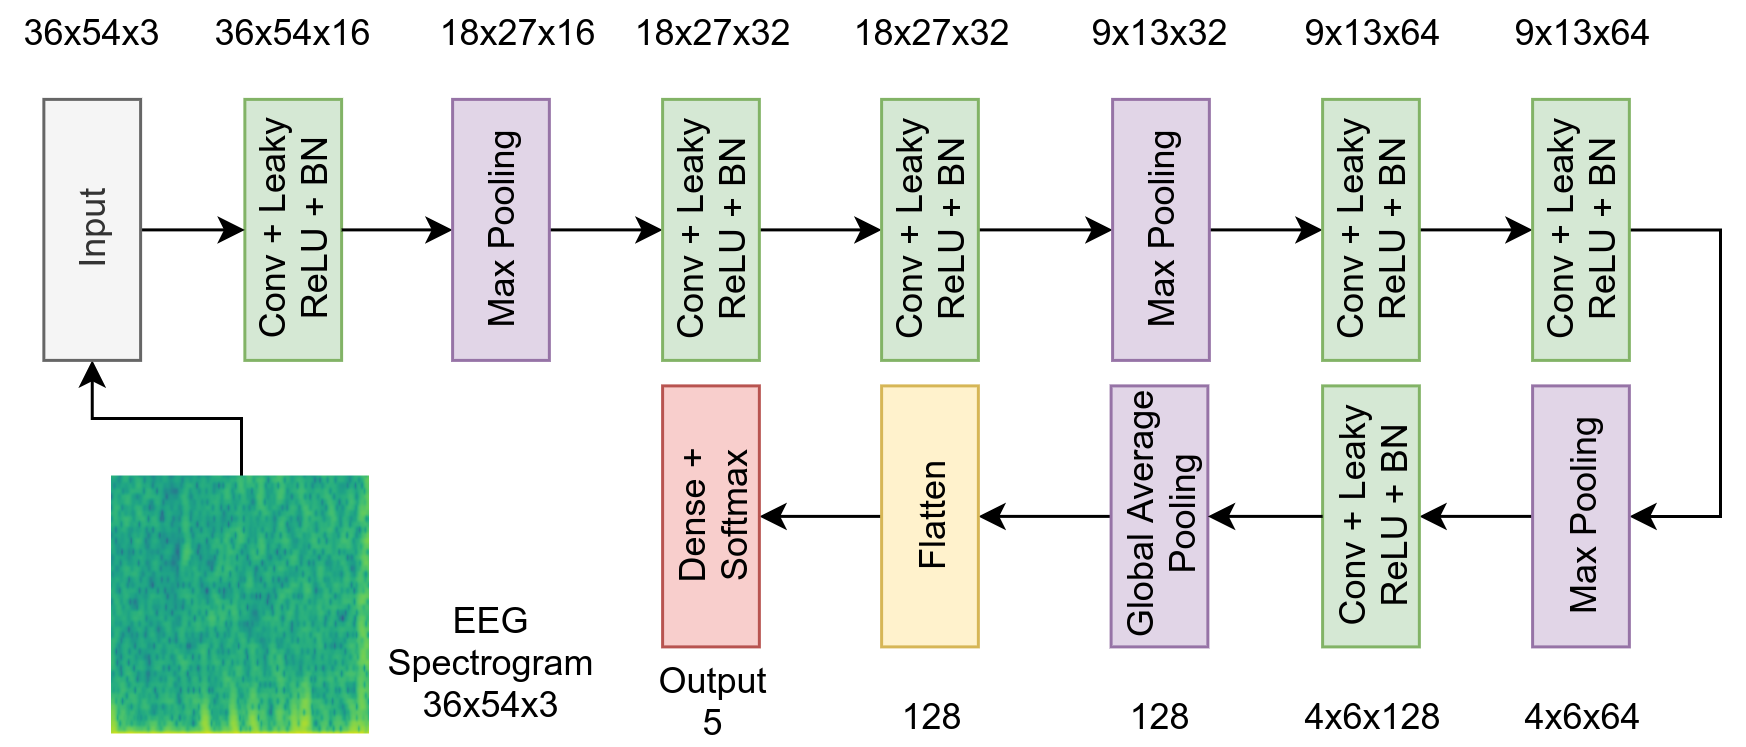 36x54x3
36x54x16
18x27x16
18x27x32
18x27x32
9x13x32
9x13x64
9x13x64
Input
Conv + Leaky
ReLU + BN
Max Pooling
Conv + Leaky
ReLU + BN
Conv + Leaky
ReLU + BN
Max Pooling
Conv + Leaky
ReLU + BN
Conv + Leaky
ReLU + BN
Max Pooling
Conv + Leaky
ReLU + BN
Global Average
Pooling
Flatten
Dense +
Softmax
EEG
Spectrogram
36x54x3
Output
5
128
128
4x6x128
4x6x64